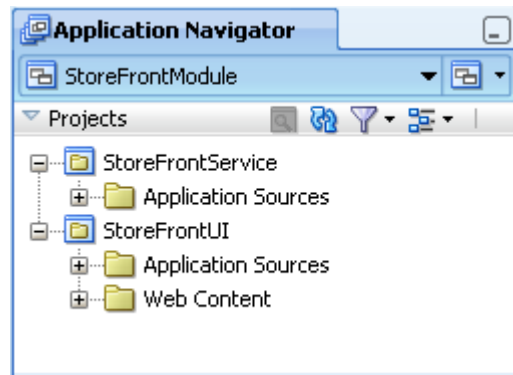 Application Navigator
StoreFrontModule
Projects
StoreFrontService
Application Sources
StoreFrontUI
Application Sources
Web Content